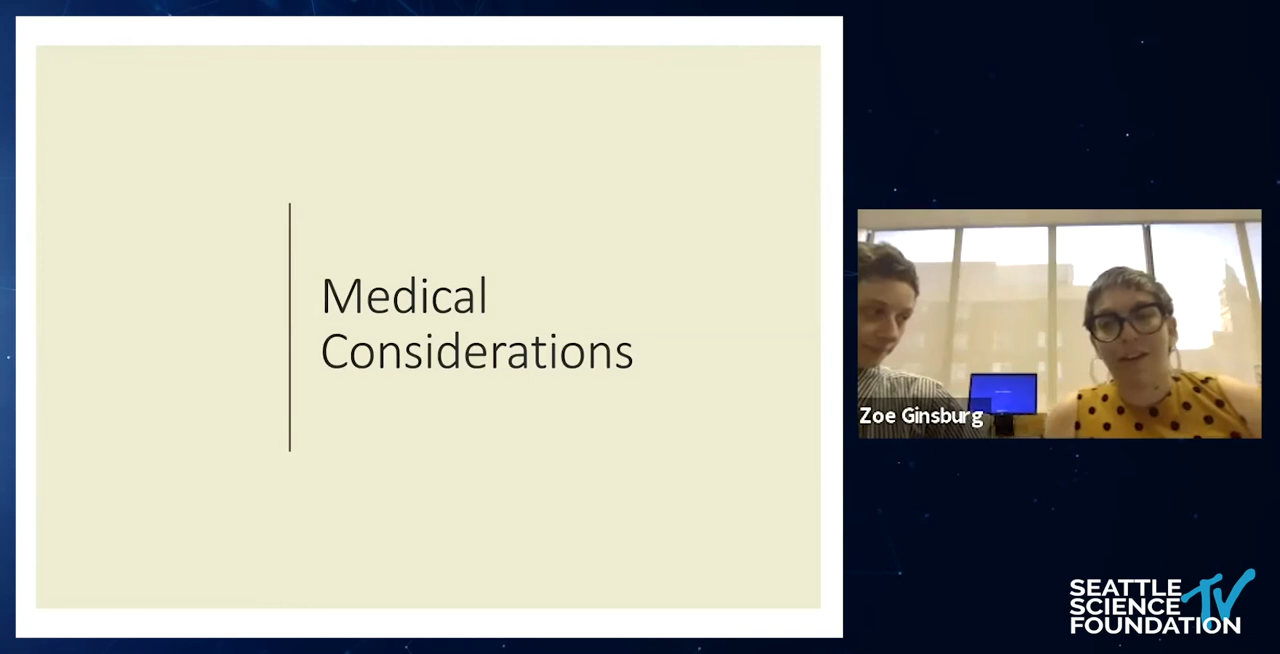 Medical
Considerations
Zoe Ginsburg
SEATTLE
SCIENCE
FOUNDATION
TV